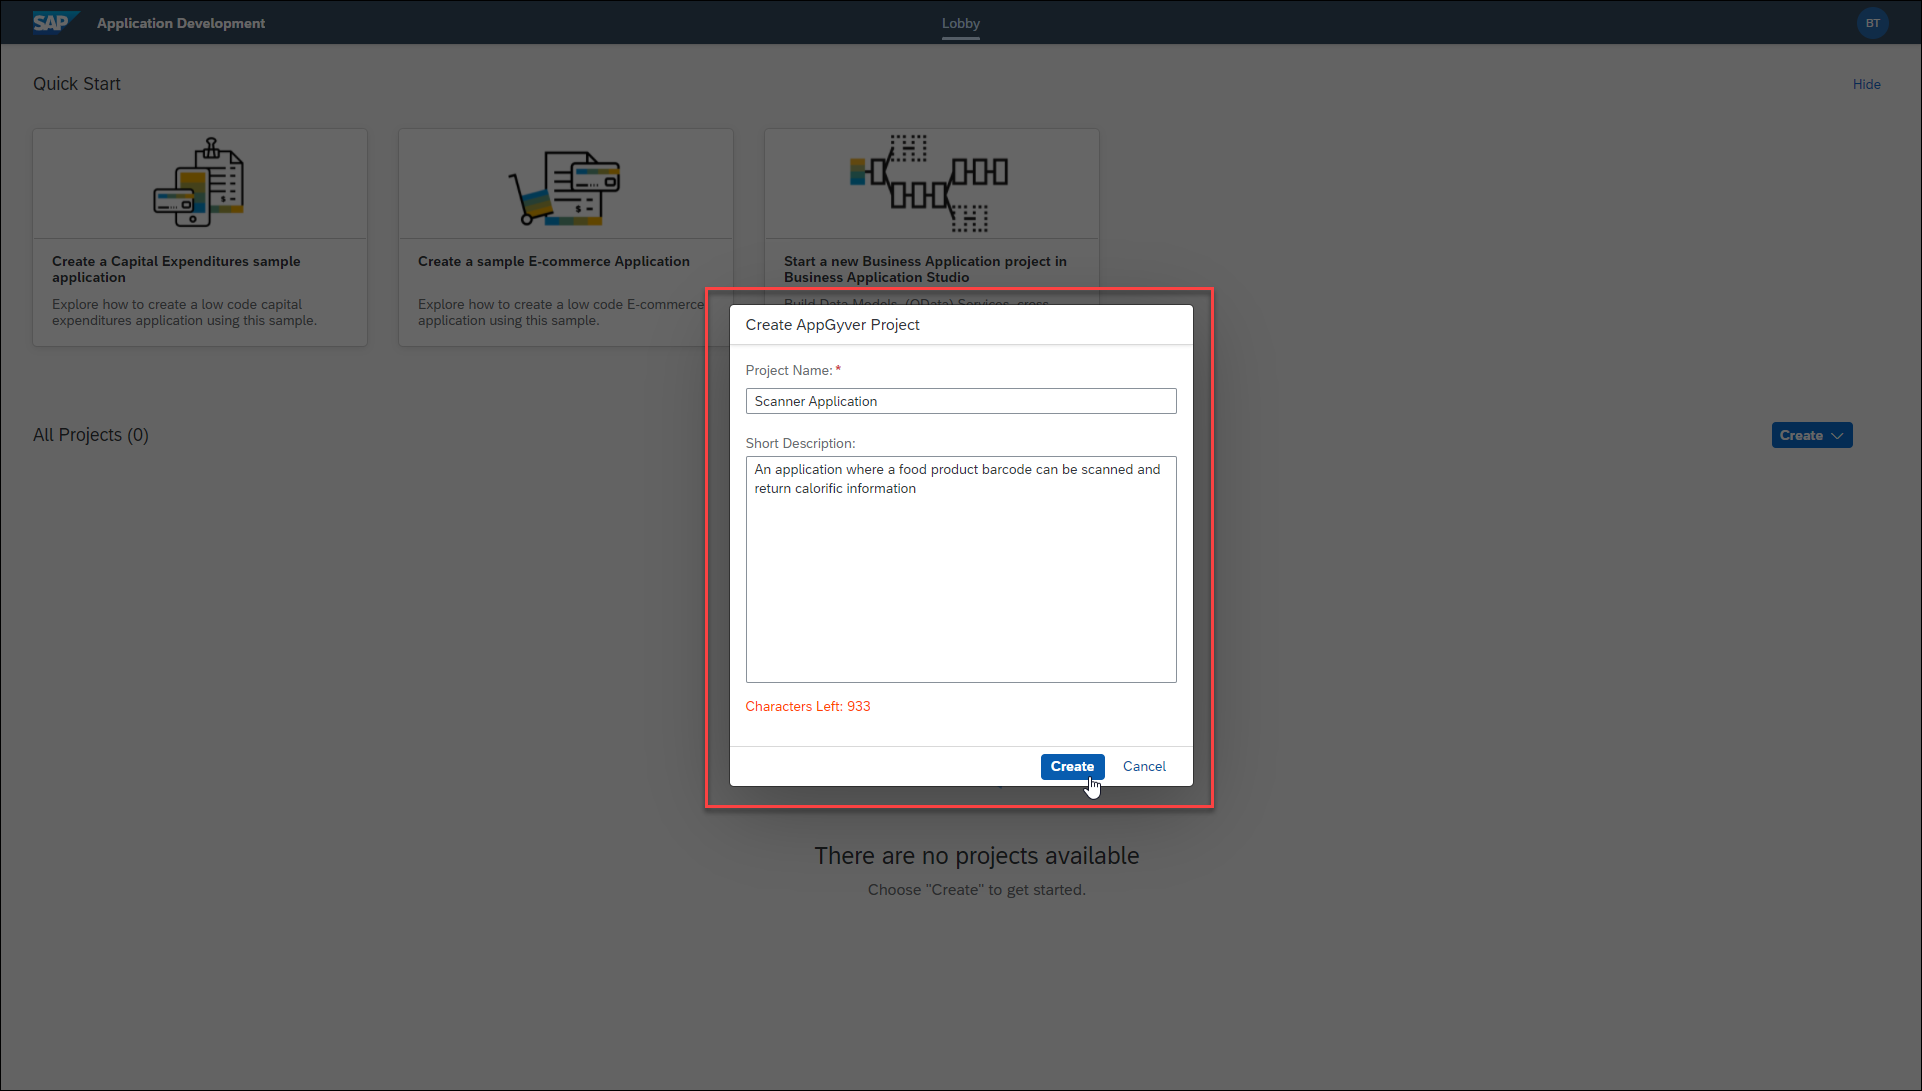 SAP Application Development
Lobby
BT
Quick Start
Hide
Create a Capital Expenditures sample
application
Explore how to create a low code capital
expenditures application using this sample.
Create a sample E-commerce Application
Explore how to create a low code E-commerce
application using this sample.
Start a new Business Application project in
Business Application Studio
Build Data Models, (OData) Services, cross
All Projects (0)
Create
Create AppGyver Project
Project Name:*
Scanner Application
Short Description:
An application where a food product barcode can be scanned and
return calorific information
Characters Left: 933
Create
Cancel
There are no projects available
Choose "Create" to get started.